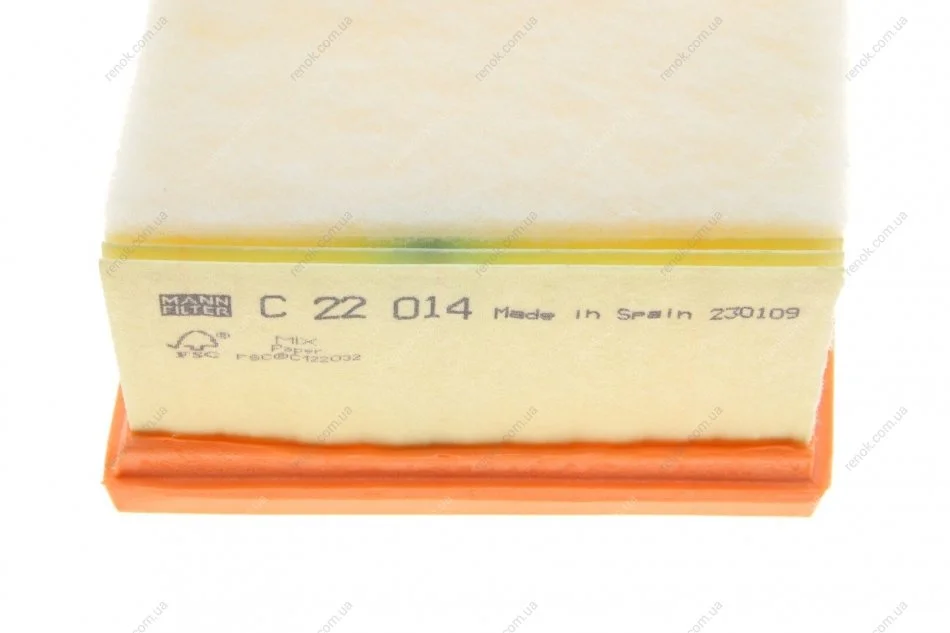 MANN
FILTER
C 22 014 Made in Spain 230109
FSC®
Mix
Paper
FSC®C122032
renok.com.ua